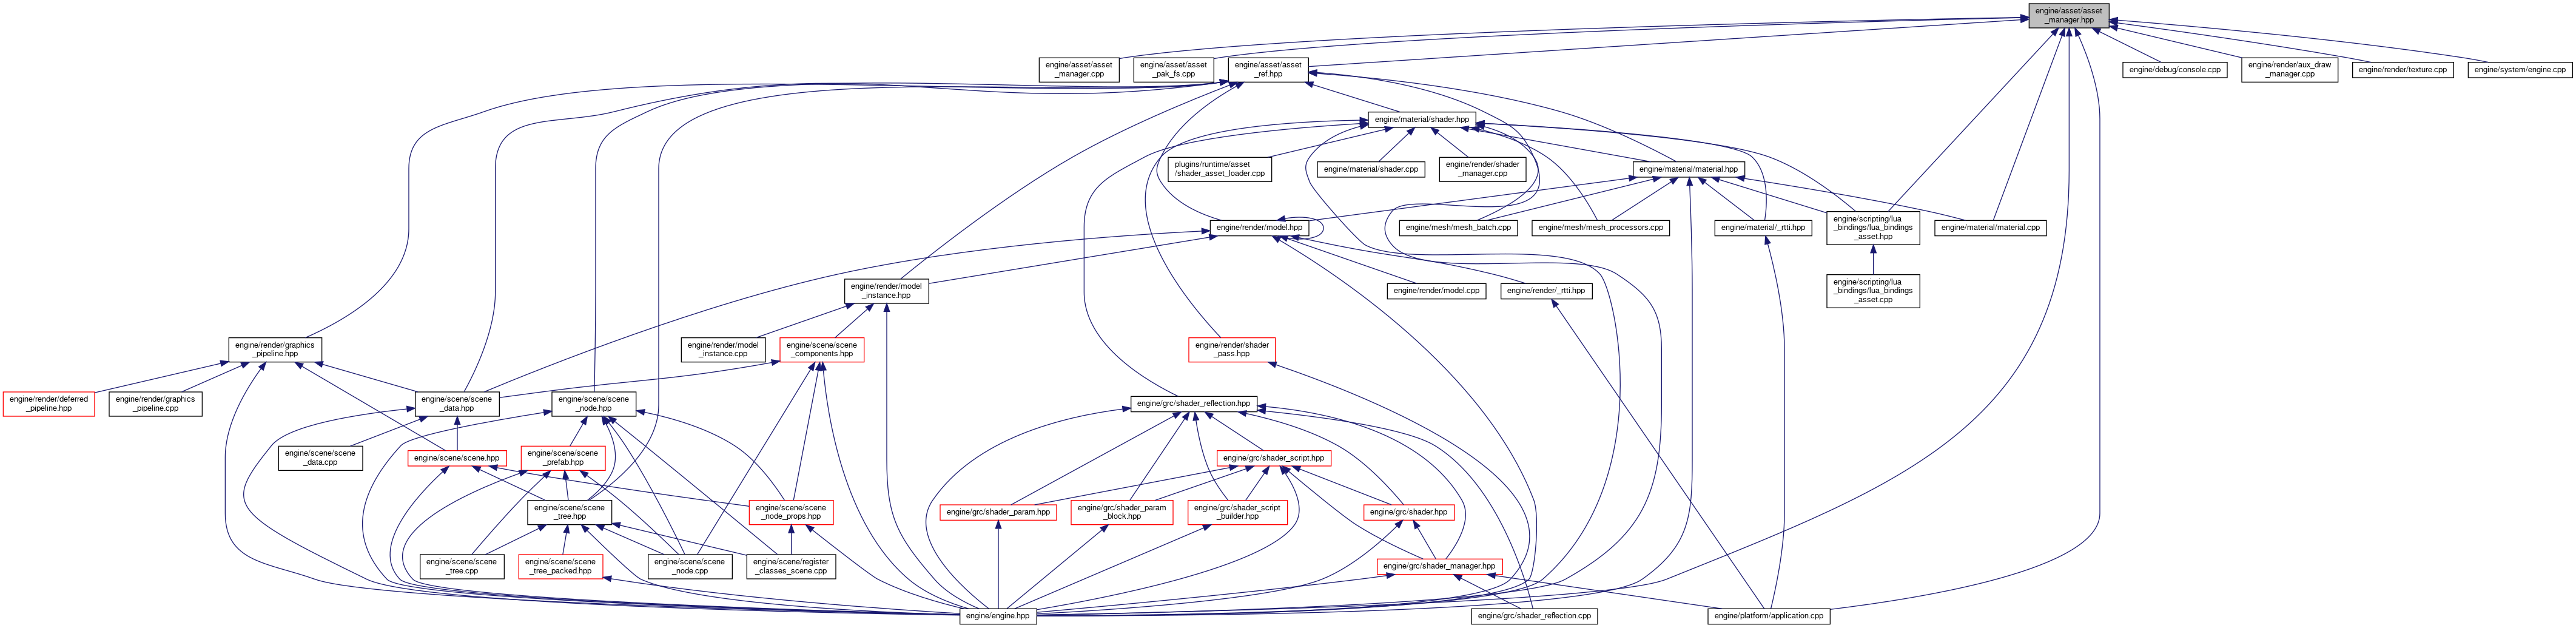 engine/asset/asset
_manager.hpp
engine/asset/asset
_manager.cpp
engine/asset/asset
_pak_fs.cpp
engine/asset/asset
_ref.hpp
engine/debug/console.cpp
engine/render/aux_draw
_manager.cpp
engine/render/texture.cpp
engine/system/engine.cpp
engine/material/shader.hpp
plugins/runtime/asset
/shader_asset_loader.cpp
engine/material/shader.cpp
engine/render/shader
_manager.cpp
engine/material/material.hpp
engine/render/model.hpp
engine/mesh/mesh_batch.cpp
engine/mesh/mesh_processors.cpp
engine/material/_rtti.hpp
engine/scripting/lua
_bindings/lua_bindings
_asset.hpp
engine/material/material.cpp
engine/render/model
_instance.hpp
engine/render/model.cpp
engine/render/_rtti.hpp
engine/scripting/lua
_bindings/lua_bindings
_asset.cpp
engine/render/graphics
_pipeline.hpp
engine/render/model
_instance.cpp
engine/scene/scene
_components.hpp
engine/render/shader
_pass.hpp
engine/render/deferred
_pipeline.hpp
engine/render/graphics
_pipeline.cpp
engine/scene/scene
_data.hpp
engine/scene/scene
_node.hpp
engine/grc/shader_reflection.hpp
engine/scene/scene
_data.cpp
engine/scene/scene.hpp
engine/scene/scene
_prefab.hpp
engine/grc/shader_script.hpp
engine/scene/scene
_tree.hpp
engine/scene/scene
_node_props.hpp
engine/grc/shader_param.hpp
engine/grc/shader_param
_block.hpp
engine/grc/shader_script
_builder.hpp
engine/grc/shader.hpp
engine/scene/scene
_tree.cpp
engine/scene/scene
_tree_packed.hpp
engine/scene/scene
_node.cpp
engine/scene/register
_classes_scene.cpp
engine/grc/shader_manager.hpp
engine/engine.hpp
engine/grc/shader_reflection.cpp
engine/platform/application.cpp